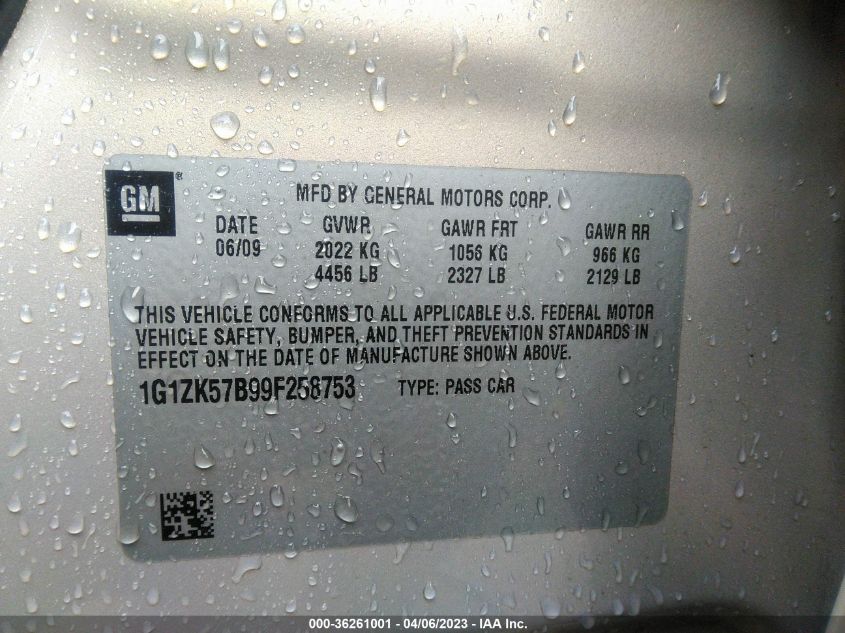 GM®
MFD BY GENERAL MOTORS CORP.
DATE GVWR GAWR FRT GAWR RR
06/09 2022 KG 1056 KG 966 KG
4456 LB 2327 LB 2129 LB
THIS VEHICLE CONFORMS TO ALL APPLICABLE U.S. FEDERAL MOTOR
VEHICLE SAFETY, BUMPER, AND THEFT PREVENTION STANDARDS IN
EFFECT ON THE DATE OF MANUFACTURE SHOWN ABOVE.
1G1ZK57B99F258753 TYPE: PASS CAR
000-36261001 - 04/06/2023 - IAA Inc.